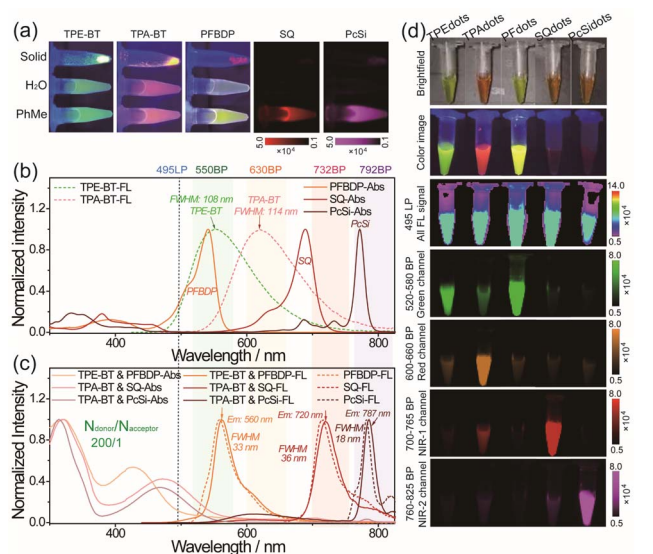 (a) TPE-BT TPA-BT PFBDP SQ PcSi
Solid
H₂O
PhMe
5.0 0.1 5.0 0.1
×10⁴ ×10⁴
(b) 495LP 550BP 630BP 732BP 792BP
Normalized intensity
1.2
0.8
0.4
0.0
TPE-BT-FL
TPA-BT-FL
PFBDP-Abs
SQ-Abs
PcSi-Abs
FWHM: 108 nm
TPE-BT
TPA-BT
FWHM: 114 nm
PcSi
SQ
PFBDP
400 600 800
Wavelength / nm
(c)
Normalized Intensity
1.4
1.0
0.7
0.3
0.0
TPE-BT & PFBDP-Abs
TPA-BT & SQ-Abs
TPA-BT & PcSi-Abs
TPE-BT & PFBDP-FL
TPA-BT & SQ-FL
TPA-BT & PcSi-FL
PFBDP-FL
SQ-FL
PcSi-FL
Ndonor/Nacceptor
200/1
Em: 560 nm
FWHM
33 nm
Em: 720 nm
FWHM
36 nm
Em: 787 nm
FWHM
18 nm
400 600 800
Wavelength / nm
(d) TPEdots TPAdots PFdots SQdots PcSidots
Brightfield
Color image
495 LP
All FL signal
14.0
×10⁴
0.5
520-580 BP
Green channel
8.0
×10⁴
0.5
600-660 BP
Red channel
8.0
×10⁴
0.5
700-765 BP
NIR-1 channel
8.0
×10⁴
0.5
760-825 BP
NIR-2 channel
8.0
×10⁴
0.5